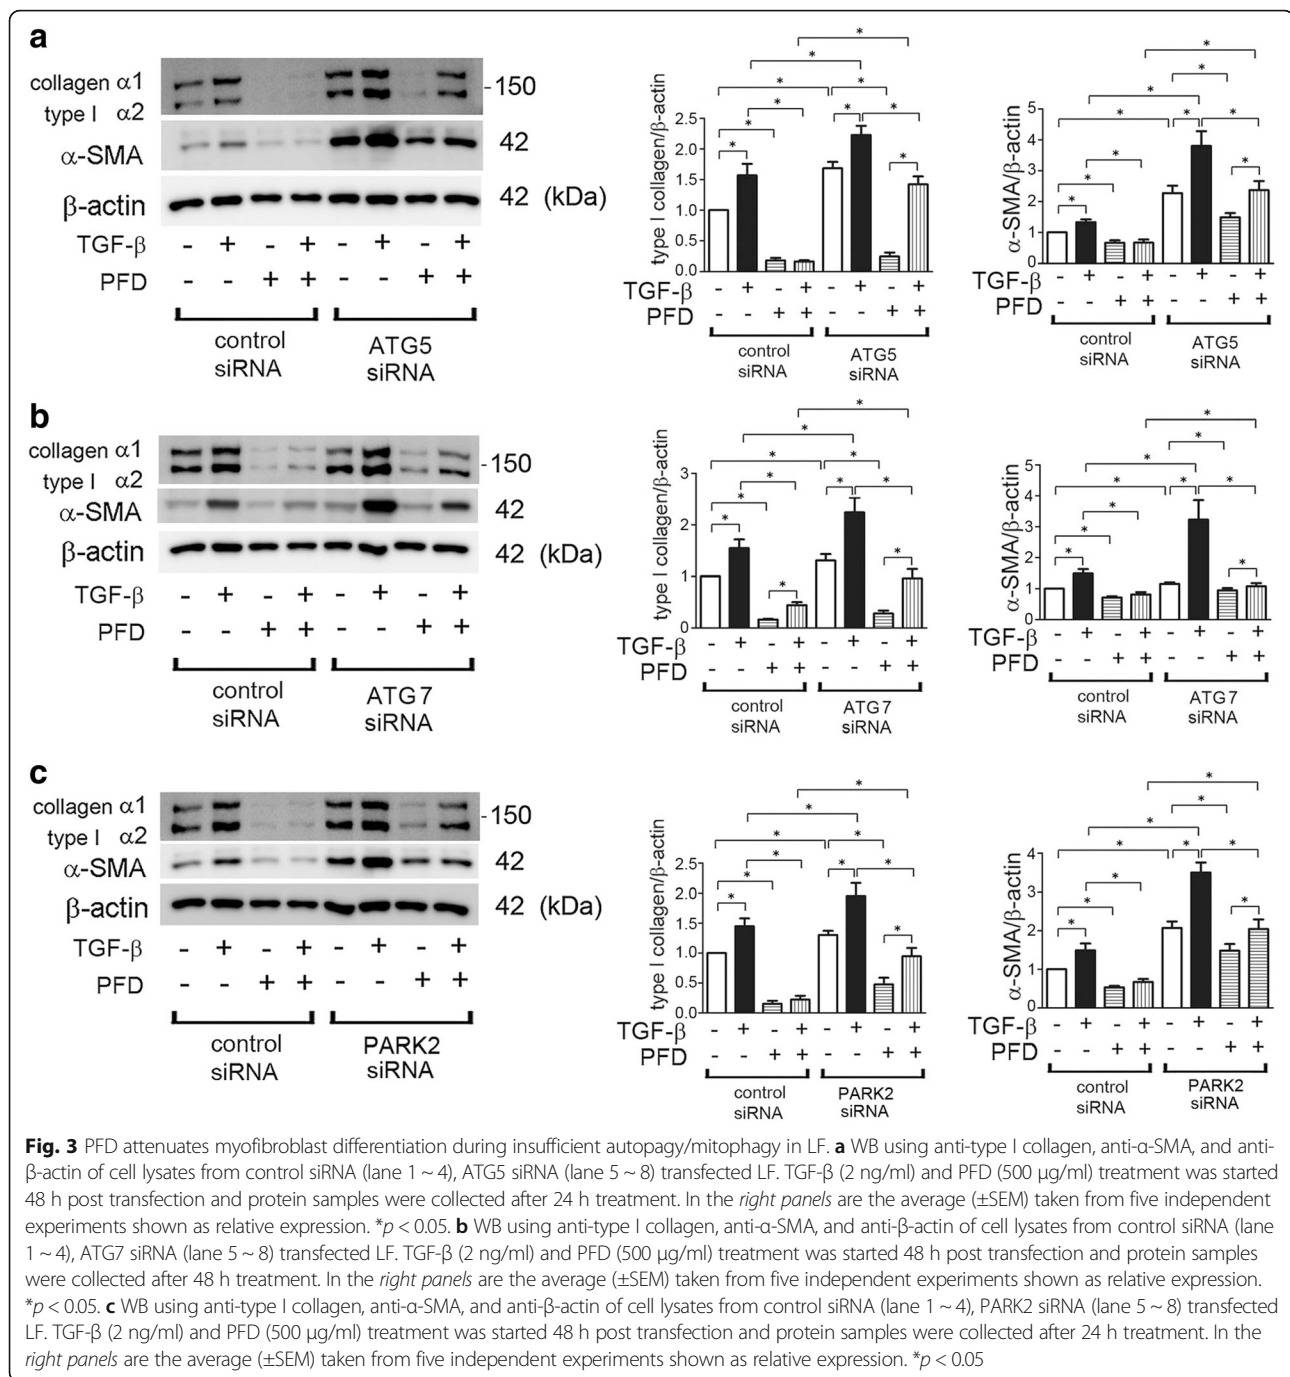 a
collagen α1
type I α2
α-SMA
β-actin
-150
42
42 (kDa)
TGF-β - + - + - + - +
PFD - - + + - - + +
control siRNA
ATG5 siRNA
type I collagen/β-actin
2.5
2.0
1.5
1.0
0.5
0.0
* * * * * * * * * *
TGF-β - + - + - + - +
PFD - - + + - - + +
control siRNA
ATG5 siRNA
α-SMA/β-actin
5
4
3
2
1
0
* * * * * * * * * *
TGF-β - + - + - + - +
PFD - - + + - - + +
control siRNA
ATG5 siRNA
b
collagen α1
type I α2
α-SMA
β-actin
-150
42
42 (kDa)
TGF-β - + - + - + - +
PFD - - + + - - + +
control siRNA
ATG7 siRNA
type I collagen/β-actin
3
2
1
0
* * * * * * * * * * *
TGF-β - + - + - + - +
PFD - - + + - - + +
control siRNA
ATG7 siRNA
α-SMA/β-actin
5
4
3
2
1
0
* * * * * * * * * *
TGF-β - + - + - + - +
PFD - - + + - - + +
control siRNA
ATG7 siRNA
c
collagen α1
type I α2
α-SMA
β-actin
-150
42
42 (kDa)
TGF-β - + - + - + - +
PFD - - + + - - + +
control siRNA
PARK2 siRNA
type I collagen/β-actin
2.5
2.0
1.5
1.0
0.5
0.0
* * * * * * * * * *
TGF-β - + - + - + - +
PFD - - + + - - + +
control siRNA
PARK2 siRNA
α-SMA/β-actin
4
3
2
1
0
* * * * * * * * * *
TGF-β - + - + - + - +
PFD - - + + - - + +
control siRNA
PARK2 siRNA
Fig. 3 PFD attenuates myofibroblast differentiation during insufficient autopagy/mitophagy in LF. a WB using anti-type I collagen, anti-α-SMA, and anti-
β-actin of cell lysates from control siRNA (lane 1 ~ 4), ATG5 siRNA (lane 5 ~ 8) transfected LF. TGF-β (2 ng/ml) and PFD (500 μg/ml) treatment was started
48 h post transfection and protein samples were collected after 24 h treatment. In the right panels are the average (±SEM) taken from five independent
experiments shown as relative expression. *p < 0.05. b WB using anti-type I collagen, anti-α-SMA, and anti-β-actin of cell lysates from control siRNA (lane
1 ~ 4), ATG7 siRNA (lane 5 ~ 8) transfected LF. TGF-β (2 ng/ml) and PFD (500 μg/ml) treatment was started 48 h post transfection and protein samples
were collected after 48 h treatment. In the right panels are the average (±SEM) taken from five independent experiments shown as relative expression.
*p < 0.05. c WB using anti-type I collagen, anti-α-SMA, and anti-β-actin of cell lysates from control siRNA (lane 1 ~ 4), PARK2 siRNA (lane 5 ~ 8) transfected
LF. TGF-β (2 ng/ml) and PFD (500 μg/ml) treatment was started 48 h post transfection and protein samples were collected after 24 h treatment. In the
right panels are the average (±SEM) taken from five independent experiments shown as relative expression. *p < 0.05